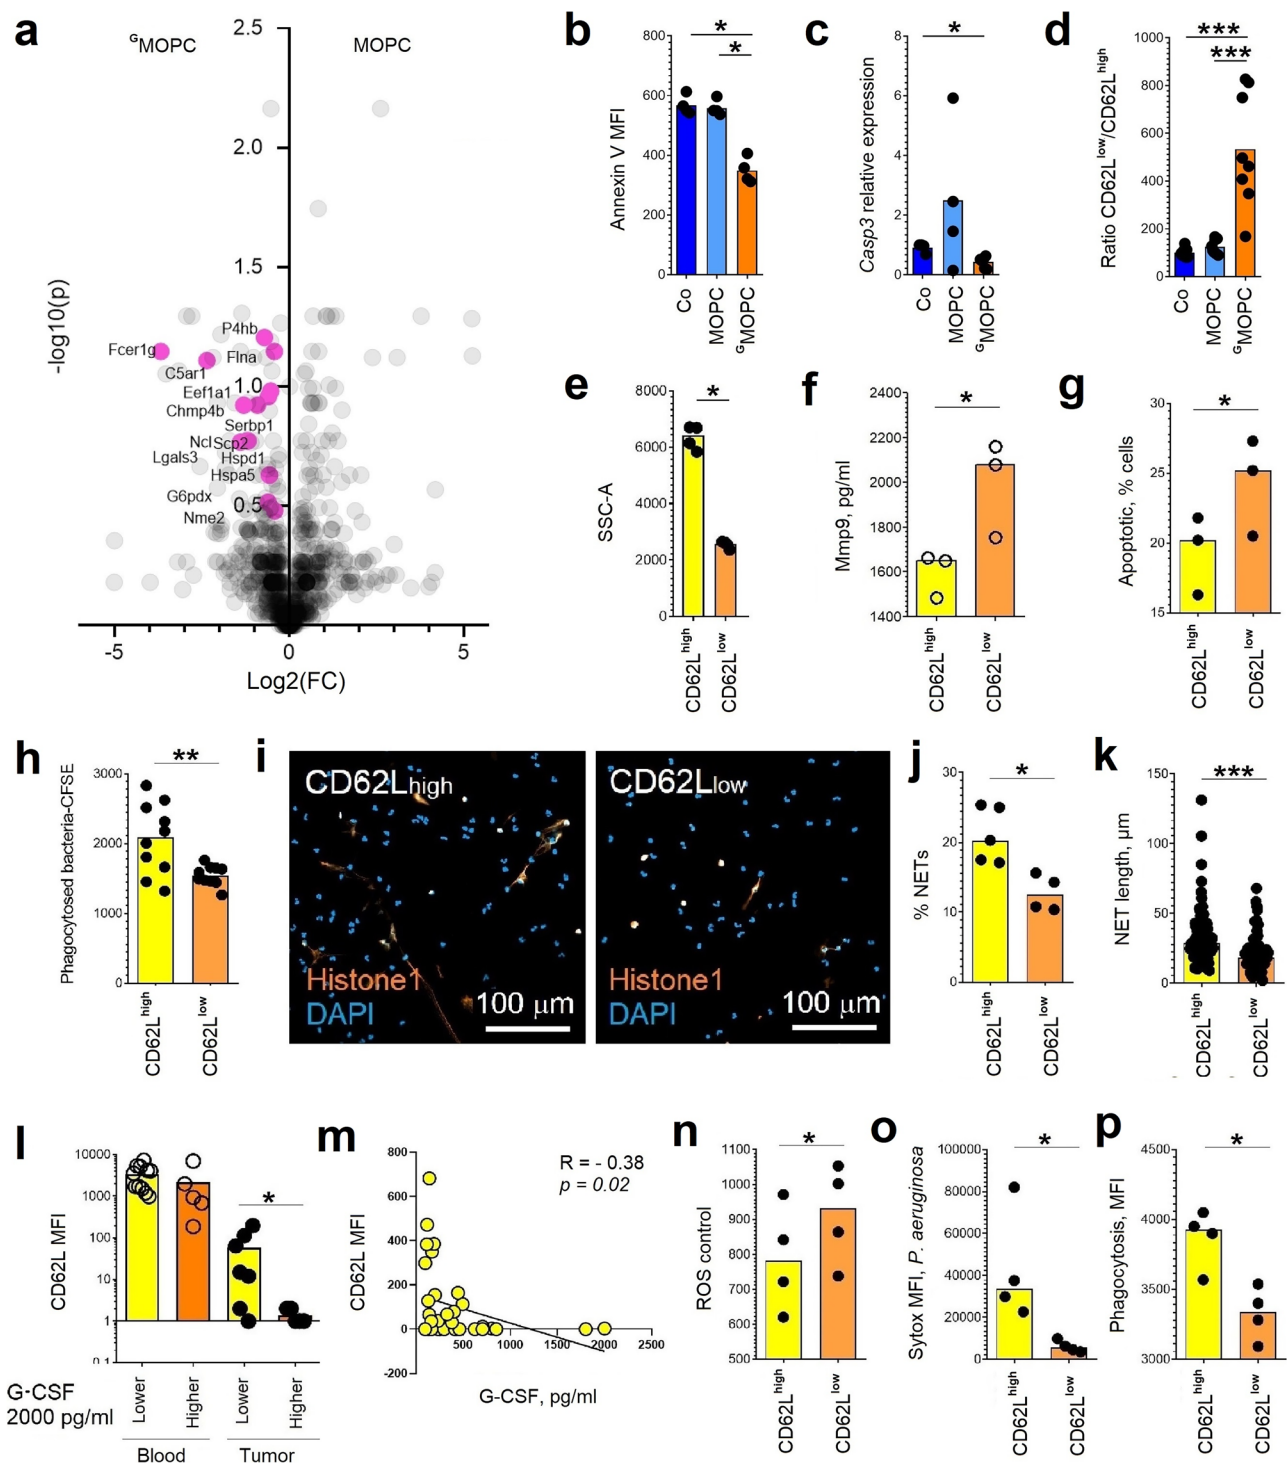 a
ᴳMOPC
MOPC
2.5
2.0
1.5
1.0
0.5
-log10(p)
P4hb
Fcer1g
Flna
C5ar1
Eef1a1
Chmp4b
Serbp1
Ncl
Scp2
Lgals3
Hspd1
Hspa5
G6pdx
Nme2
-5
0
5
Log2(FC)
b
*
*
800
600
400
200
0
Annexin V MFI
Co
MOPC
ᴳMOPC
c
*
8
6
4
2
0
Casp3 relative expression
Co
MOPC
ᴳMOPC
d
***
***
1000
800
600
400
200
0
Ratio CD62Llow/CD62Lhigh
Co
MOPC
ᴳMOPC
e
*
8000
6000
4000
2000
0
SSC-A
CD62Lhigh
CD62Llow
f
*
2400
2200
2000
1800
1600
1400
Mmp9, pg/ml
CD62Lhigh
CD62Llow
g
*
30
25
20
15
Apoptotic, % cells
CD62Lhigh
CD62Llow
h
**
3000
2000
1000
0
Phagocytosed bacteria-CFSE
CD62Lhigh
CD62Llow
i
CD62Lhigh
Histone1
DAPI
100 µm
CD62Llow
Histone1
DAPI
100 µm
j
*
30
20
10
0
% NETs
CD62Lhigh
CD62Llow
k
***
150
100
50
0
NET length, µm
CD62Lhigh
CD62Llow
l
*
10000
1000
100
10
1
0.1
CD62L MFI
G-CSF
2000 pg/ml
Lower
Higher
Lower
Higher
Blood
Tumor
m
R = - 0.38
p = 0.02
800
600
400
200
0
-200
CD62L MFI
500
1000
1500
2000
2500
G-CSF, pg/ml
n
*
1100
1000
900
800
700
600
500
ROS control
CD62Lhigh
CD62Llow
o
*
100000
80000
60000
40000
20000
0
Sytox MFI, P. aeruginosa
CD62Lhigh
CD62Llow
p
*
4500
4000
3500
3000
Phagocytosis, MFI
CD62Lhigh
CD62Llow